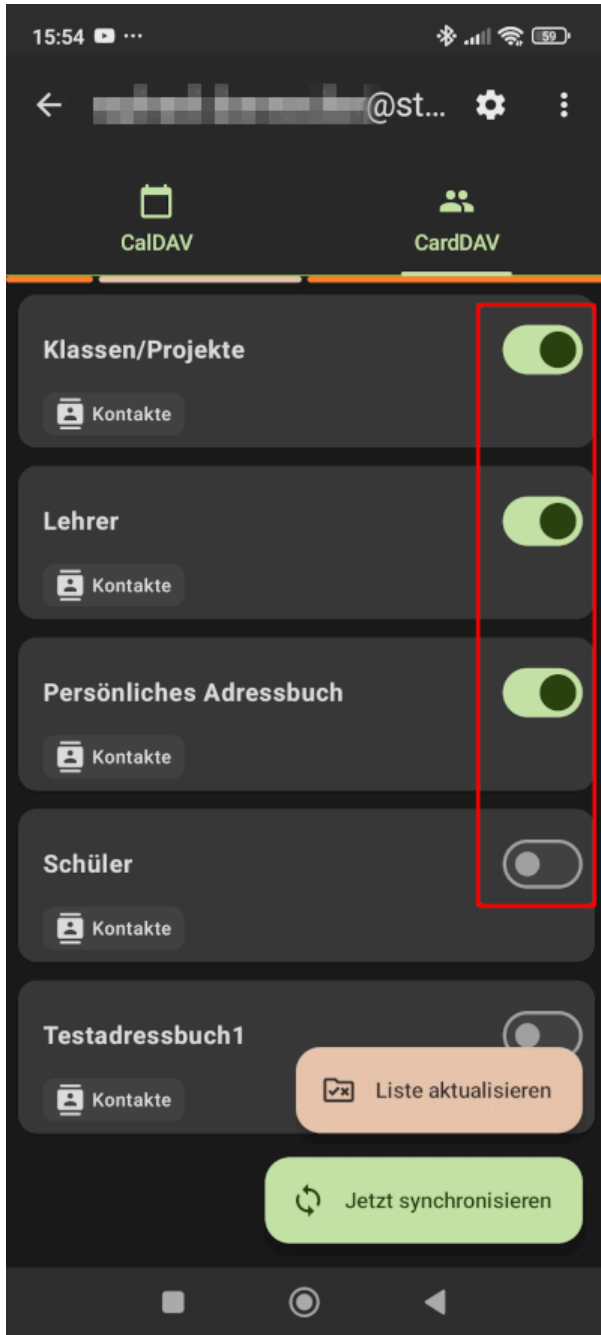 15:54
59
@st...
CalDAV
CardDAV
Klassen/Projekte
Kontakte
Lehrer
Kontakte
Persönliches Adressbuch
Kontakte
Schüler
Kontakte
Testadressbuch1
Kontakte
Liste aktualisieren
Jetzt synchronisieren